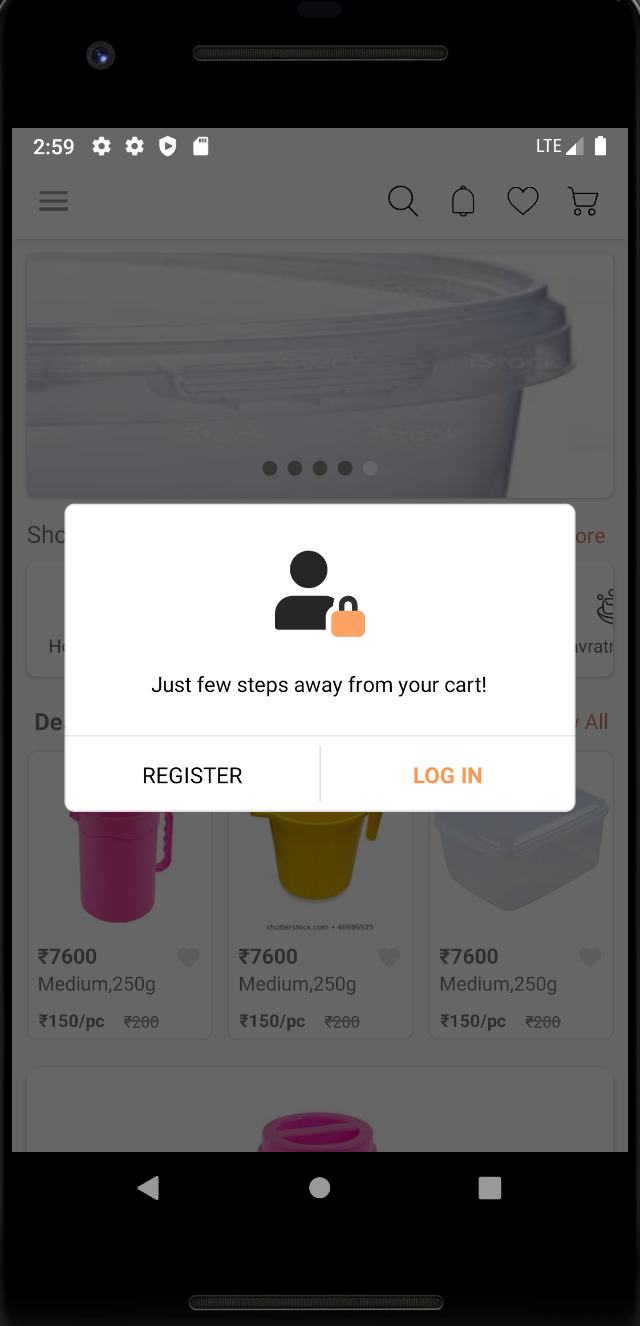 2:59 LTE
iStock
iStock iStock
iStock iStock
Sho ore
He avratr
De y All
Just few steps away from your cart!
REGISTER LOG IN
shutterstock.com • 46686525
₹7600 ₹7600 ₹7600
Medium,250g Medium,250g Medium,250g
₹150/pc ₹200 ₹150/pc ₹200 ₹150/pc ₹200